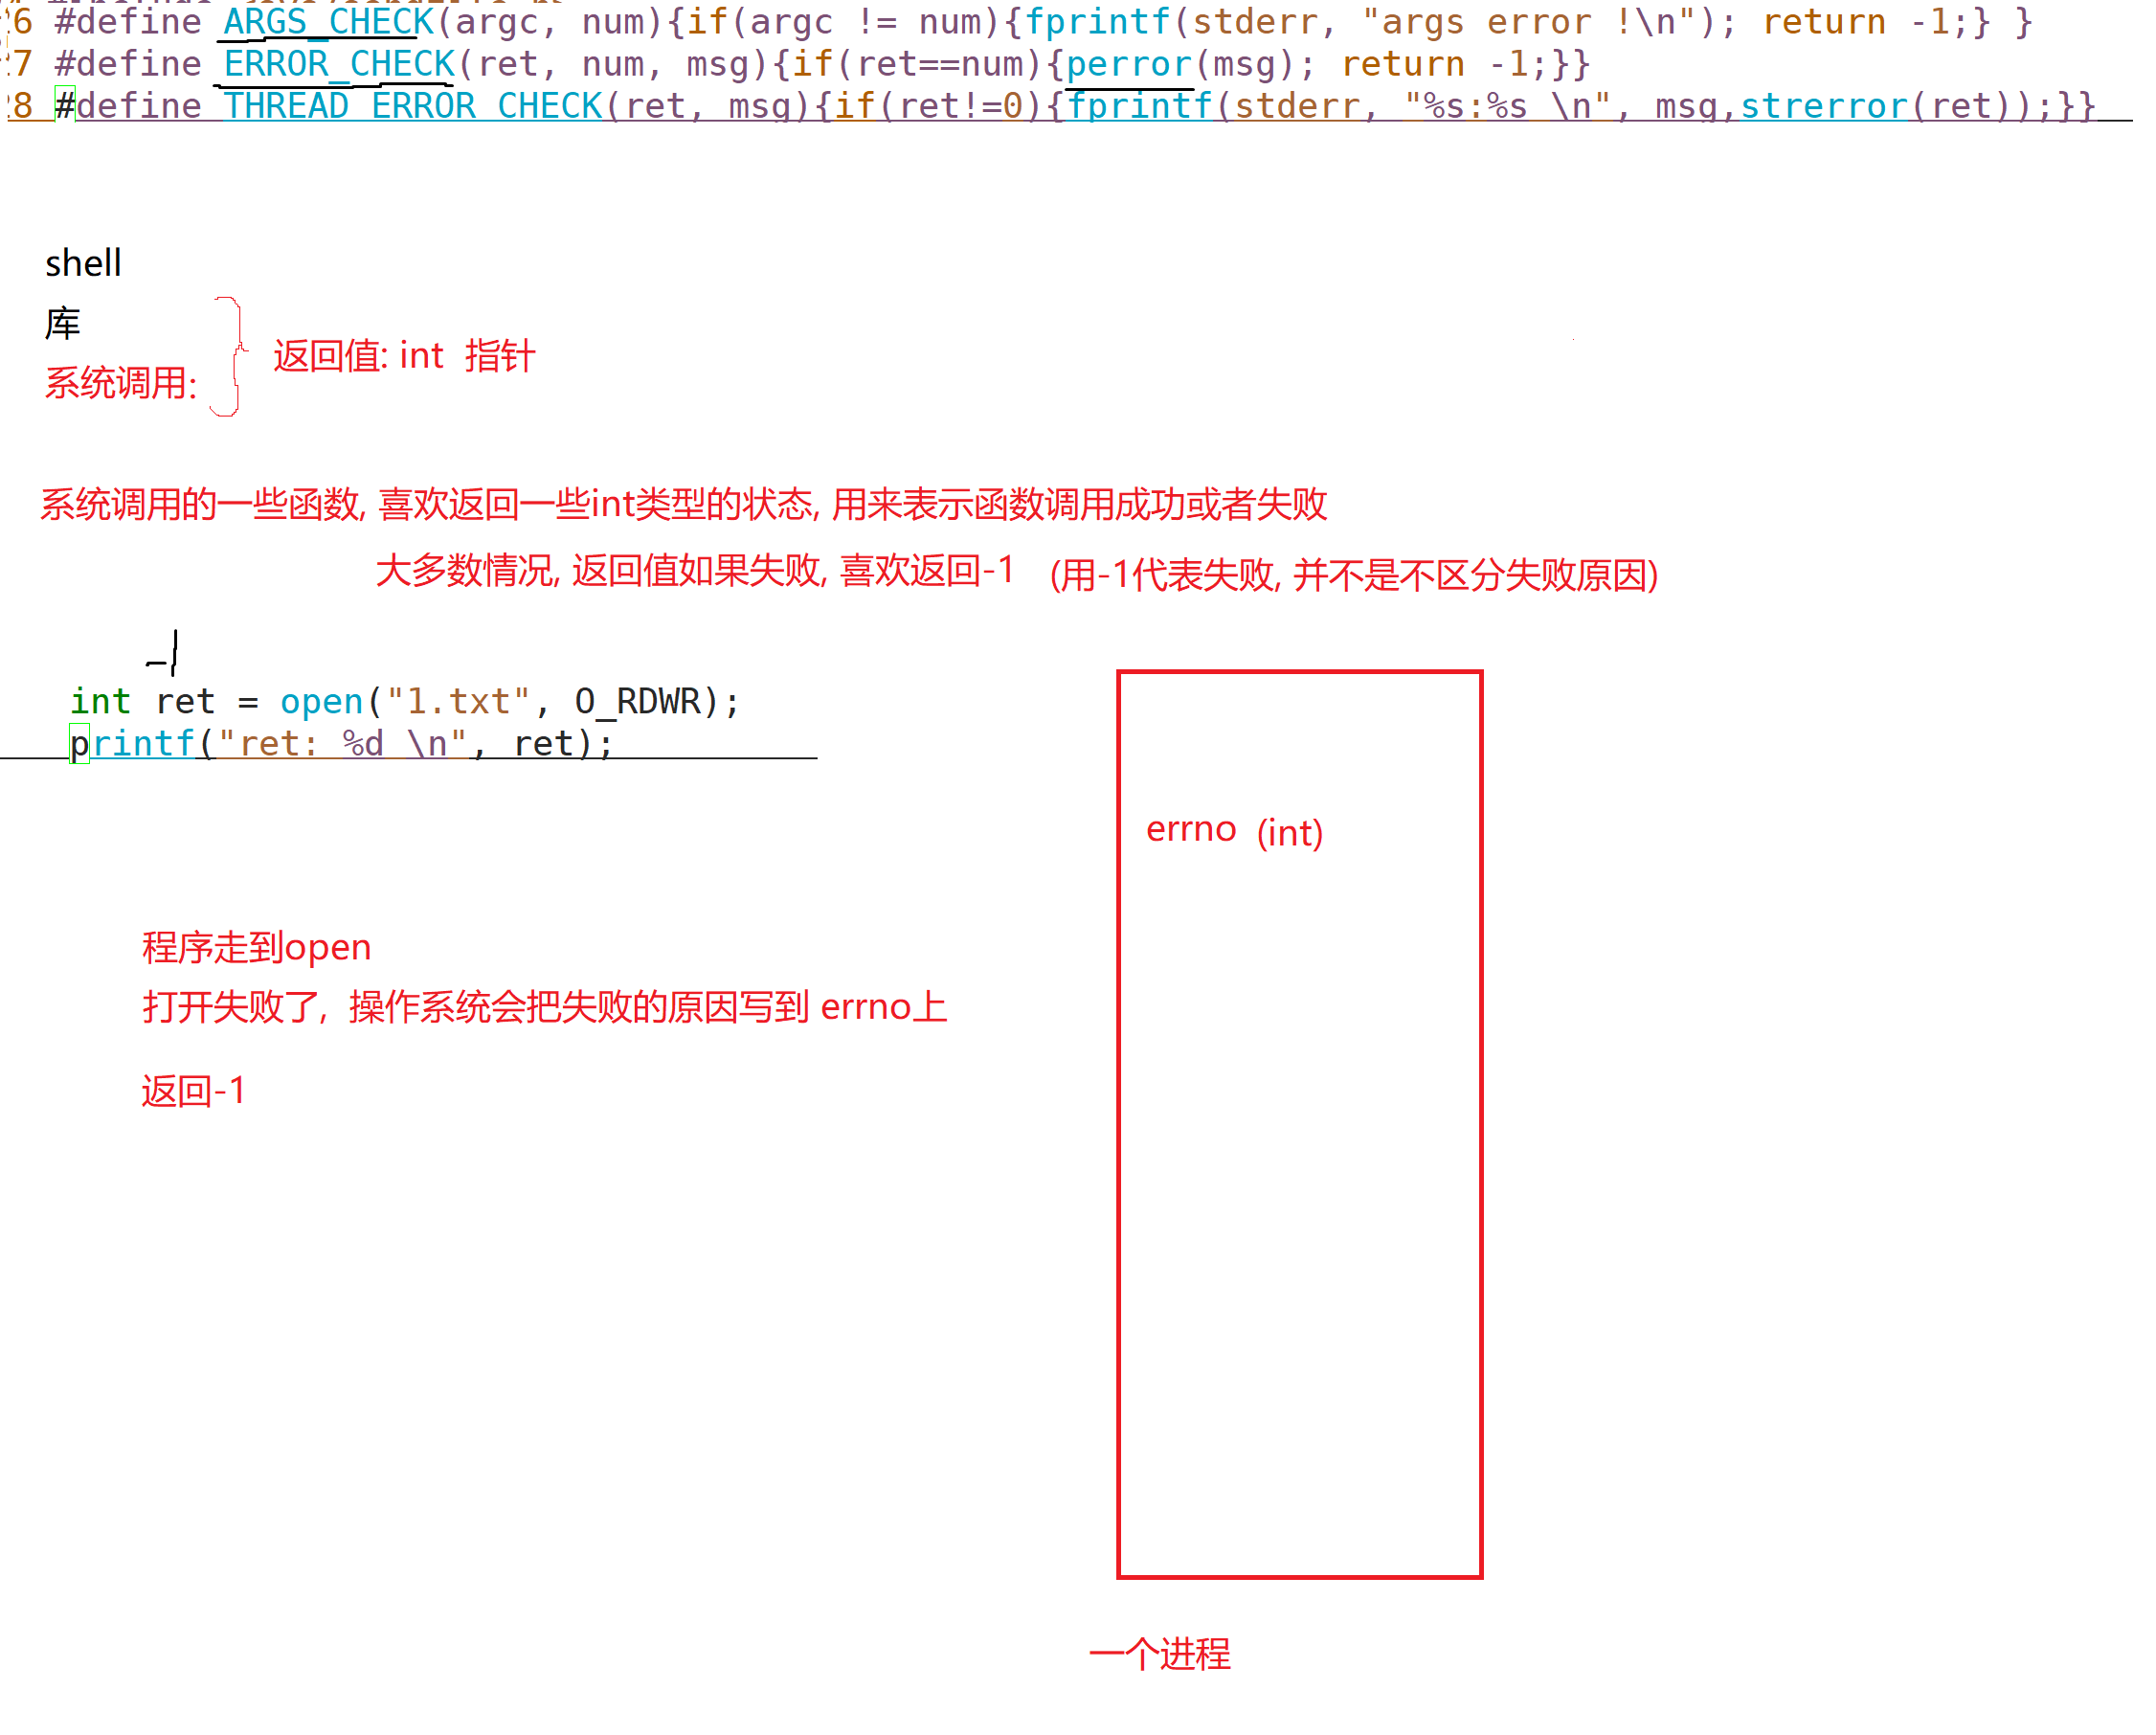 26 #define ARGS_CHECK(argc, num){if(argc != num){fprintf(stderr, "args error !\n"); return -1;} }
27 #define ERROR_CHECK(ret, num, msg){if(ret==num){perror(msg); return -1;}}
28 #define THREAD_ERROR_CHECK(ret, msg){if(ret!=0){fprintf(stderr, "%s:%s \n", msg,strerror(ret));}}
shell
库
系统调用:
返回值: int 指针
系统调用的一些函数, 喜欢返回一些int类型的状态, 用来表示函数调用成功或者失败
大多数情况, 返回值如果失败, 喜欢返回-1 (用-1代表失败, 并不是不区分失败原因)
-1
int ret = open("1.txt", O_RDWR);
printf("ret: %d \n", ret);
errno (int)
程序走到open
打开失败了, 操作系统会把失败的原因写到 errno上
返回-1
一个进程